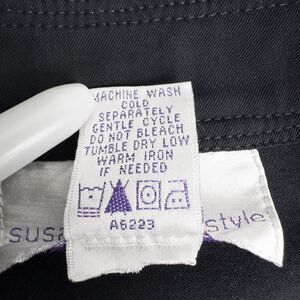 MACHINE WASH
COLD
SEPARATELY
GENTLE CYCLE
DO NOT BLEACH
TUMBLE DRY LOW
WARM IRON
IF NEEDED
A6223
style